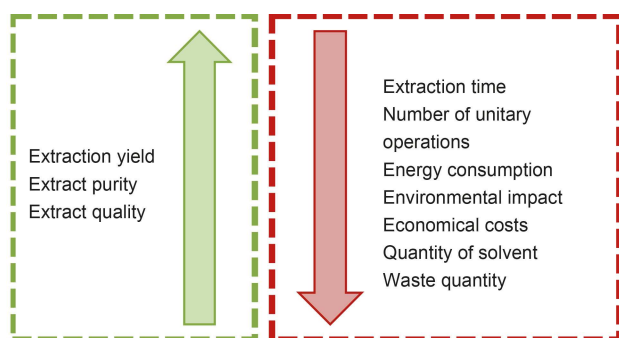 Extraction yield
Extract purity
Extract quality
Extraction time
Number of unitary
operations
Energy consumption
Environmental impact
Economical costs
Quantity of solvent
Waste quantity